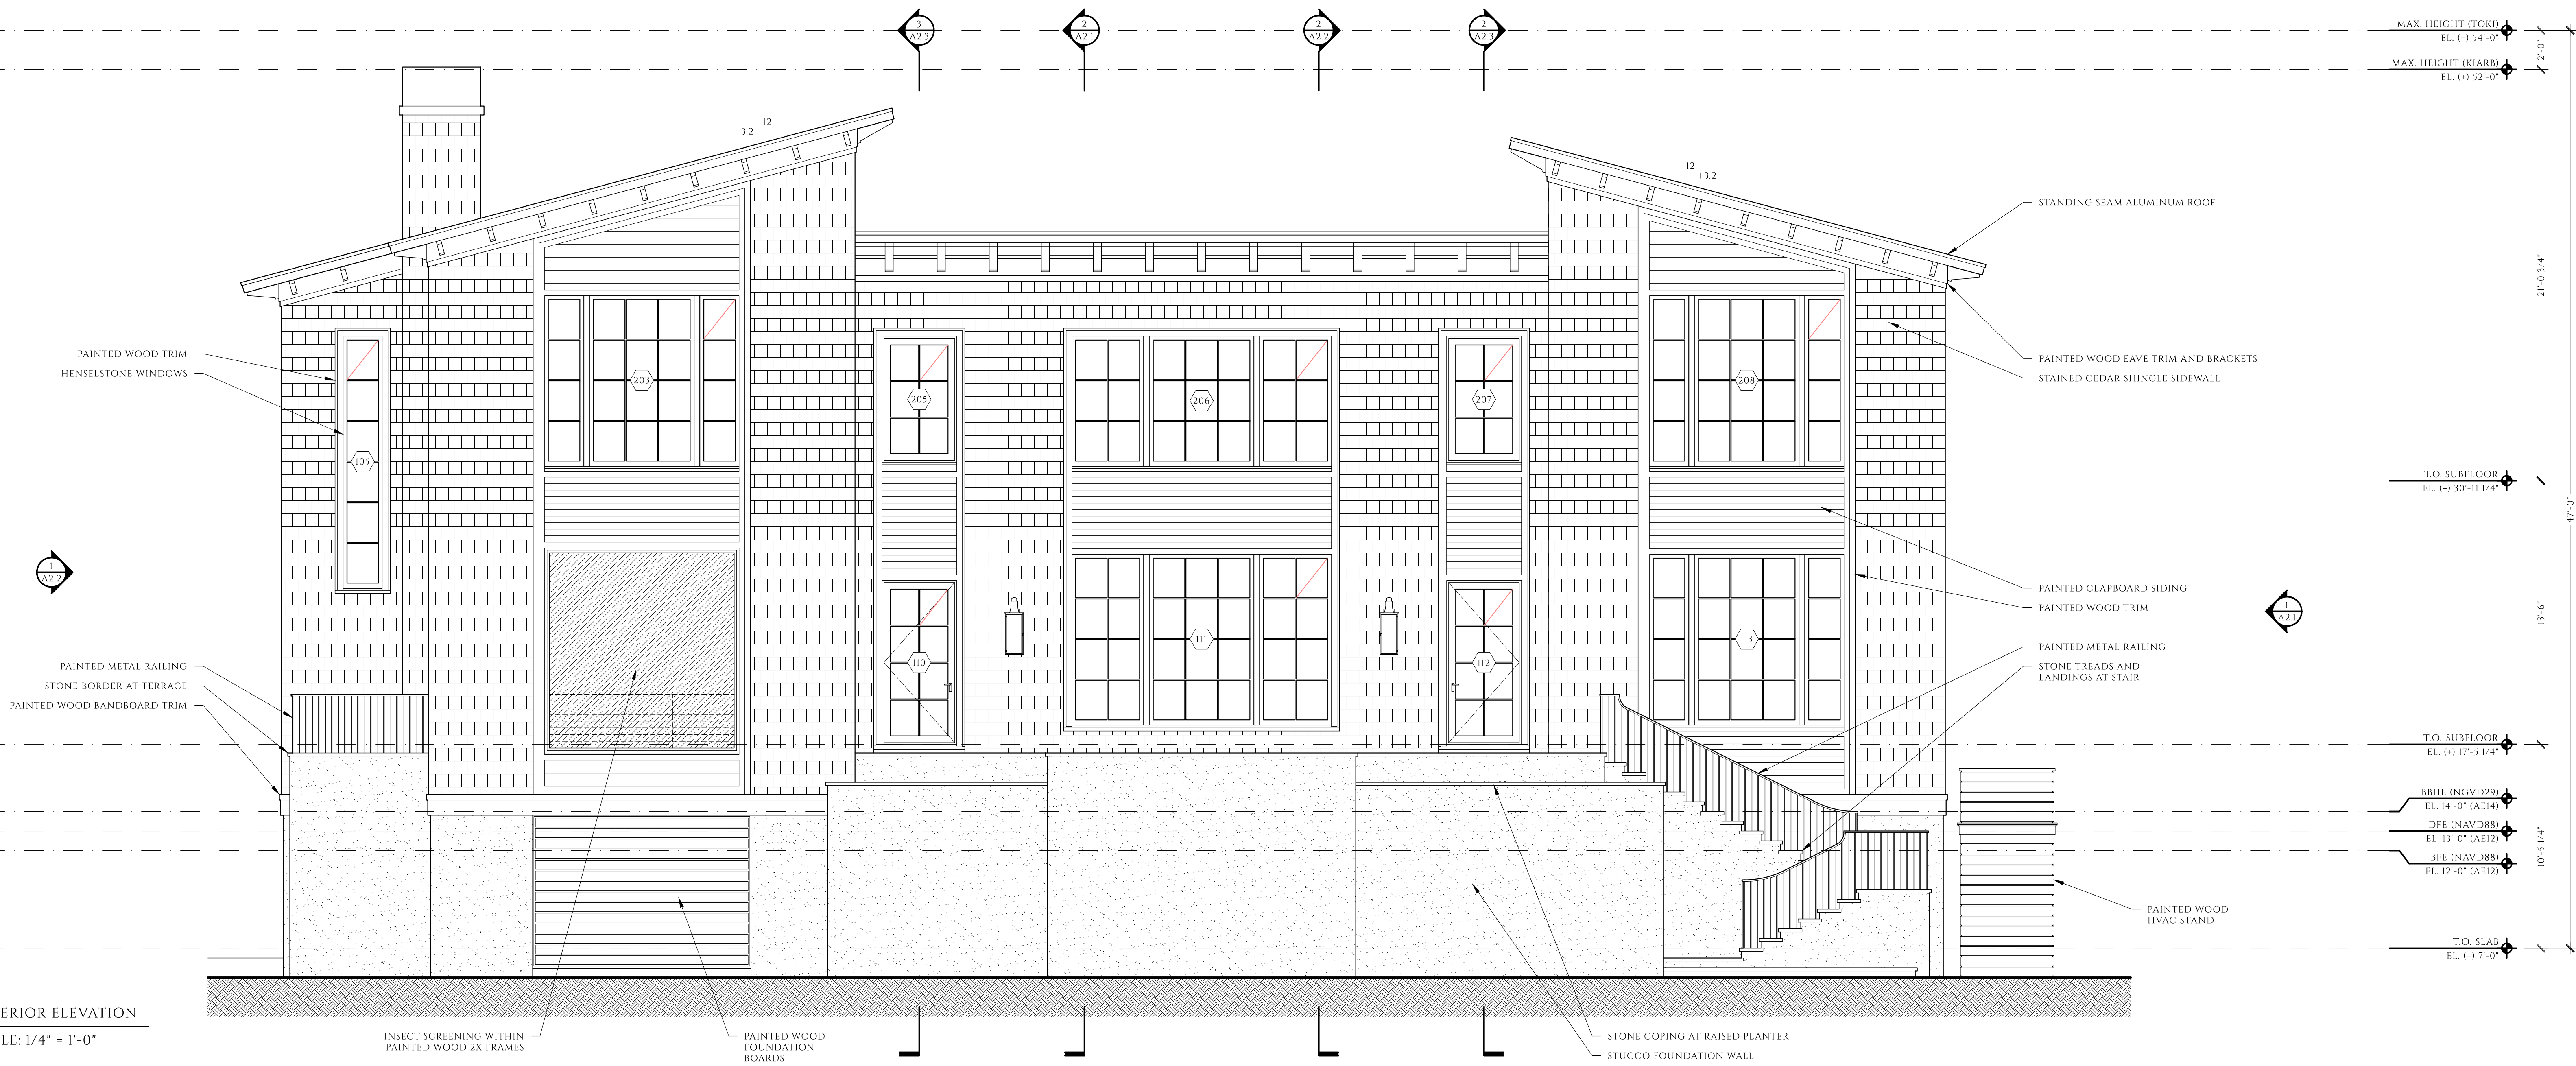 3
A2.3
2
A2.1
2
A2.2
2
A2.3
MAX. HEIGHT (TOKI)
EL. (+) 54'-0"
2'-0"
MAX. HEIGHT (KIARB)
EL. (+) 52'-0"
12
3.2
12
3.2
STANDING SEAM ALUMINUM ROOF
21'-0 3/4"
PAINTED WOOD TRIM
HENSELSTONE WINDOWS
PAINTED WOOD EAVE TRIM AND BRACKETS
STAINED CEDAR SHINGLE SIDEWALL
203
205
206
207
208
105
T.O. SUBFLOOR
EL. (+) 30'-11 1/4"
47'-0"
1
A2.2
PAINTED CLAPBOARD SIDING
PAINTED WOOD TRIM
1
A2.1
13'-6"
110
111
112
113
PAINTED METAL RAILING
STONE BORDER AT TERRACE
PAINTED WOOD BANDBOARD TRIM
PAINTED METAL RAILING
STONE TREADS AND
LANDINGS AT STAIR
T.O. SUBFLOOR
EL. (+) 17'-5 1/4"
BBHE (NGVD29)
EL. 14'-0" (AE14)
DFE (NAVD88)
EL. 13'-0" (AE12)
BFE (NAVD88)
EL. 12'-0" (AE12)
10'-5 1/4"
PAINTED WOOD
HVAC STAND
T.O. SLAB
EL. (+) 7'-0"
ERIOR ELEVATION
LE: 1/4" = 1'-0"
INSECT SCREENING WITHIN
PAINTED WOOD 2X FRAMES
PAINTED WOOD
FOUNDATION
BOARDS
STONE COPING AT RAISED PLANTER
STUCCO FOUNDATION WALL